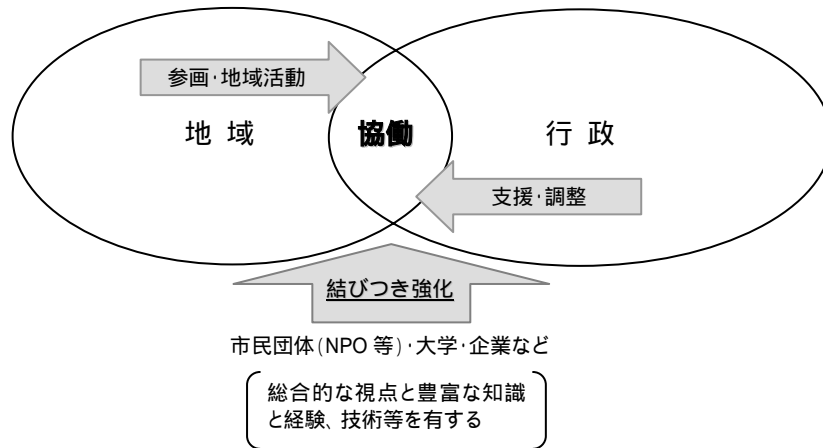 参画・地域活動
地域
協働
行政
支援・調整
結びつき強化
市民団体(NPO 等)・大学・企業など
総合的な視点と豊富な知識
と経験、技術等を有する